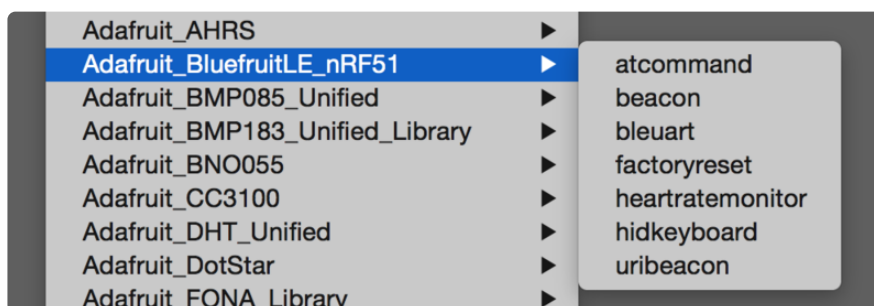 Adafruit_AHRS
Adafruit_BluefruitLE_nRF51
Adafruit_BMP085_Unified
Adafruit_BMP183_Unified_Library
Adafruit_BNO055
Adafruit_CC3100
Adafruit_DHT_Unified
Adafruit_DotStar
Adafruit_FONA_Library
atcommand
beacon
bleuart
factoryreset
heartratemonitor
hidkeyboard
uribeacon